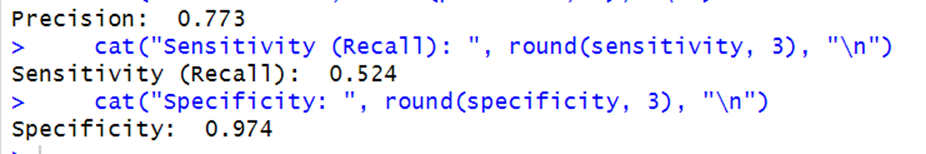 Precision:  0.773
>     cat("Sensitivity (Recall): ", round(sensitivity, 3), "\n")
Sensitivity (Recall):  0.524
>     cat("Specificity: ", round(specificity, 3), "\n")
Specificity:  0.974
>